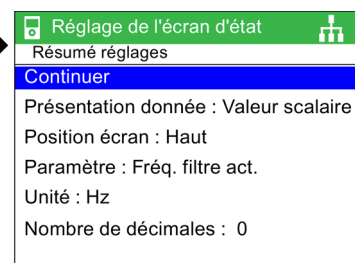 Réglage de l'écran d'état
Résumé réglages
Continuer
Présentation donnée : Valeur scalaire
Position écran : Haut
Paramètre : Fréq. filtre act.
Unité : Hz
Nombre de décimales : 0